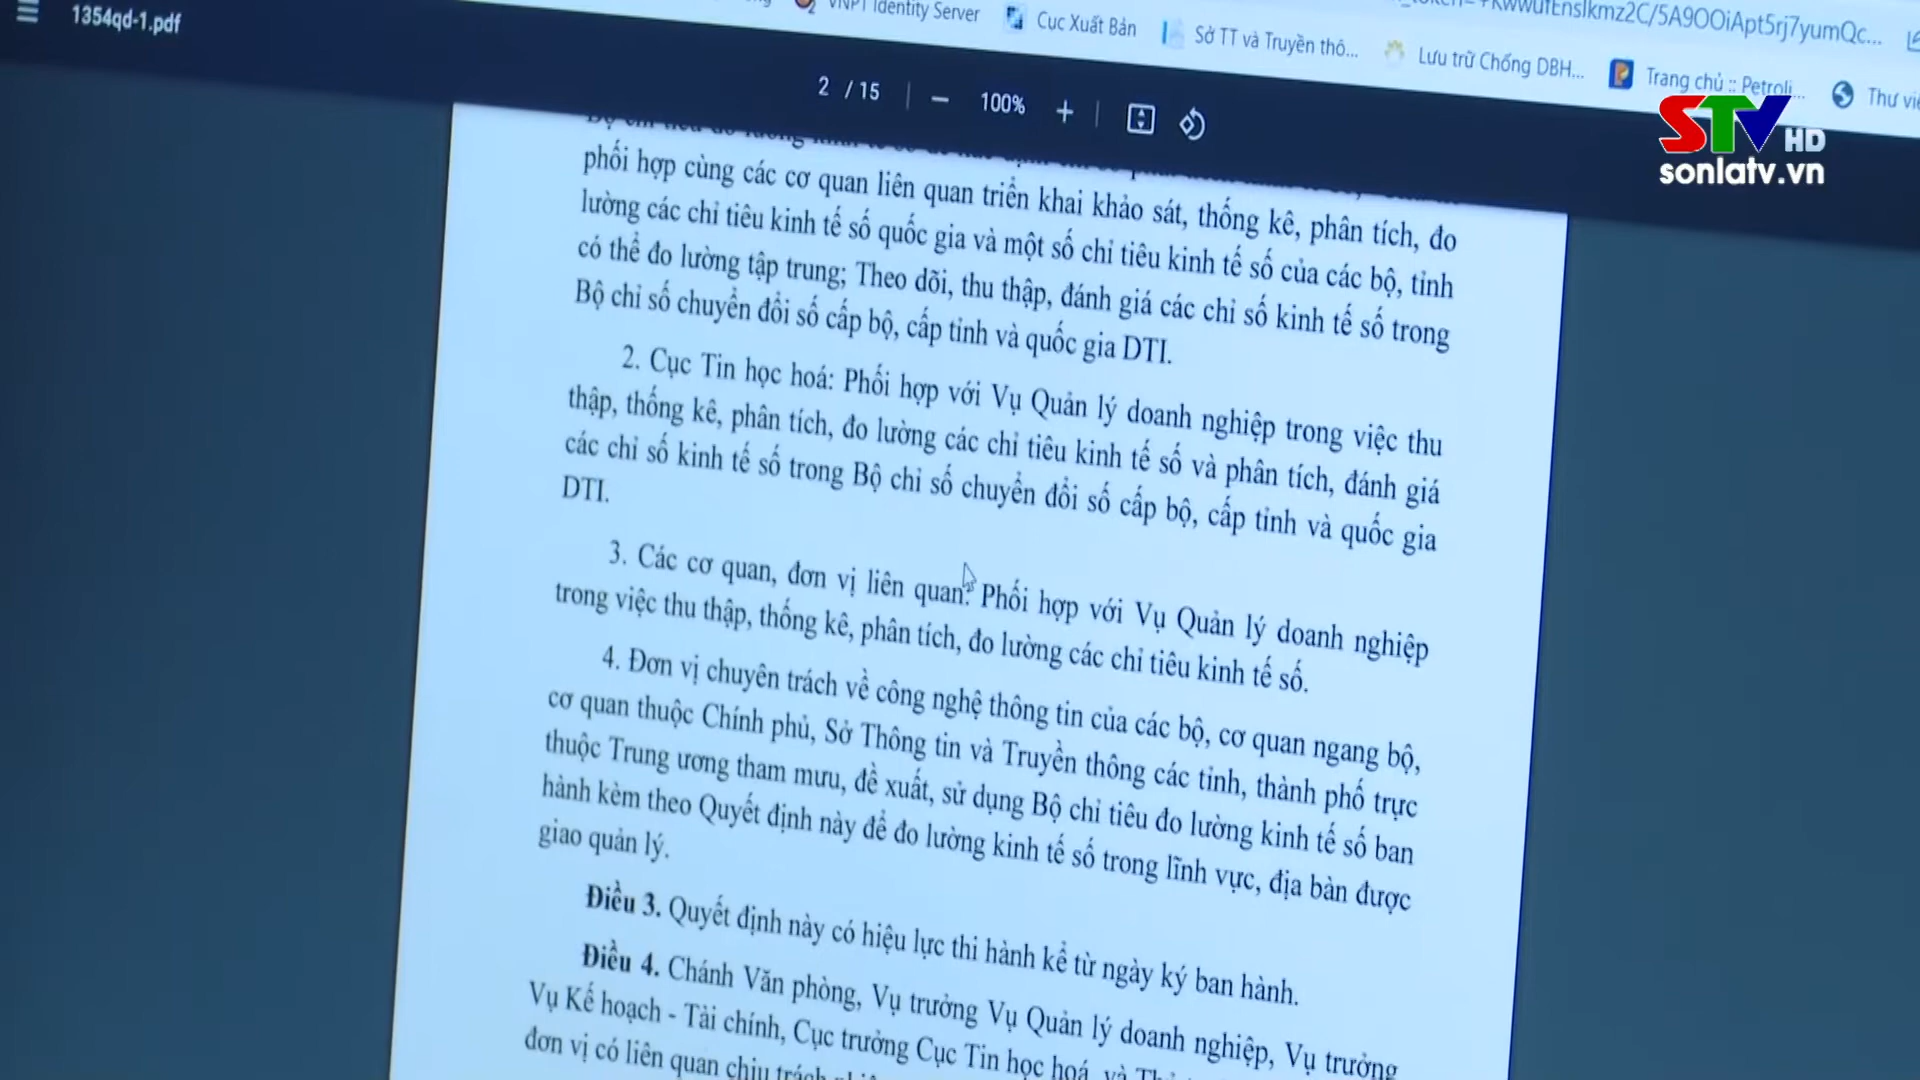 VNPT Identity Server
Cục Xuất Bản
Sở TT và Truyền thô...
Lưu trữ Chống DBH...
Trang chủ :: Petroli...
1354qd-1.pdf
2 / 15
100%
STV HD
sonlatv.vn
phối hợp cùng các cơ quan liên quan triển khai khảo sát, thống kê, phân tích, đo
lường các chỉ tiêu kinh tế số quốc gia và một số chỉ tiêu kinh tế số của các bộ, tỉnh
có thể đo lường tập trung; Theo dõi, thu thập, đánh giá các chỉ số kinh tế số trong
Bộ chỉ số chuyển đổi số cấp bộ, cấp tỉnh và quốc gia DTI.
2. Cục Tin học hoá: Phối hợp với Vụ Quản lý doanh nghiệp trong việc thu
thập, thống kê, phân tích, đo lường các chỉ tiêu kinh tế số và phân tích, đánh giá
các chỉ số kinh tế số trong Bộ chỉ số chuyển đổi số cấp bộ, cấp tỉnh và quốc gia
DTI.
3. Các cơ quan, đơn vị liên quan: Phối hợp với Vụ Quản lý doanh nghiệp
trong việc thu thập, thống kê, phân tích, đo lường các chỉ tiêu kinh tế số.
4. Đơn vị chuyên trách về công nghệ thông tin của các bộ, cơ quan ngang bộ,
cơ quan thuộc Chính phủ, Sở Thông tin và Truyền thông các tỉnh, thành phố trực
thuộc Trung ương tham mưu, đề xuất, sử dụng Bộ chỉ tiêu đo lường kinh tế số ban
hành kèm theo Quyết định này để đo lường kinh tế số trong lĩnh vực, địa bàn được
giao quản lý.
Điều 3. Quyết định này có hiệu lực thi hành kể từ ngày ký ban hành.
Điều 4. Chánh Văn phòng, Vụ trưởng Vụ Quản lý doanh nghiệp, Vụ trưởng
Vụ Kế hoạch - Tài chính, Cục trưởng Cục Tin học hoá, và
đơn vị có liên quan chịu trách